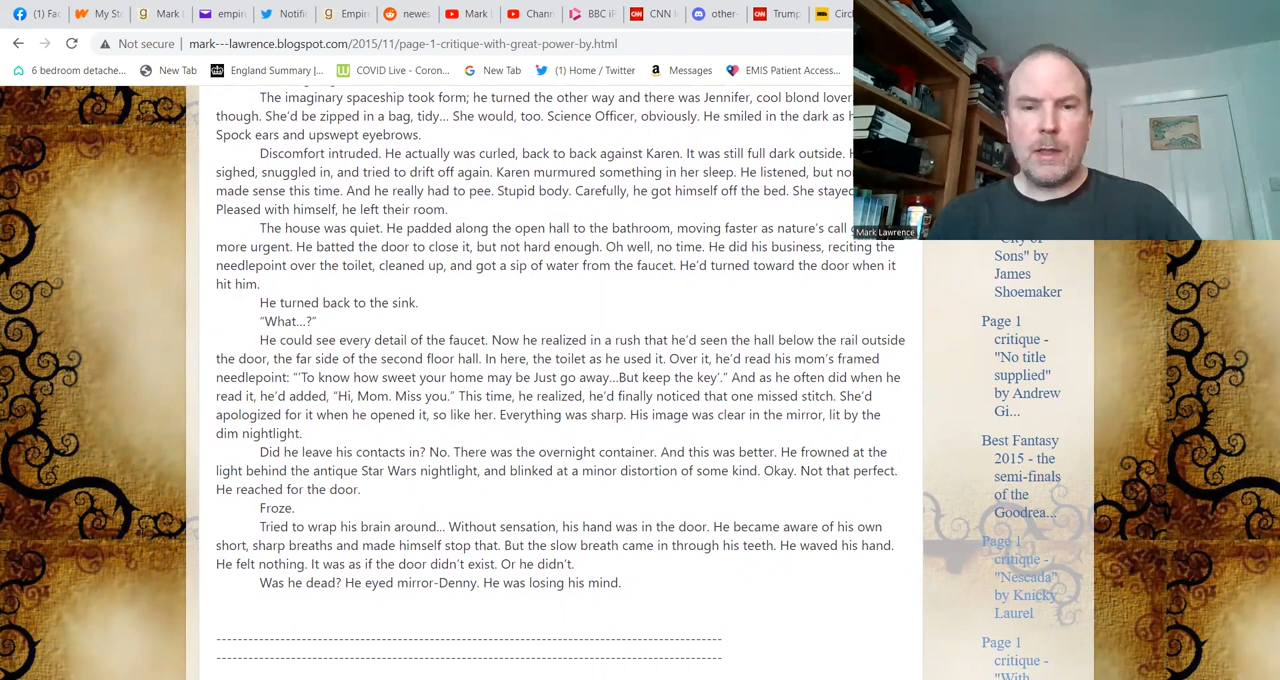 (1) Fac
My St
Mark
empir
Notific
Empir
newes
Mark
Chann
BBC iP
CNN I
other-
Trump
Circl
Not secure
mark---lawrence.blogspot.com/2015/11/page-1-critique-with-great-power-by.html
6 bedroom detache...
New Tab
England Summary |...
COVID Live - Coron...
New Tab
(1) Home / Twitter
Messages
EMIS Patient Access...
The imaginary spaceship took form; he turned the other way and there was Jennifer, cool blond lover
though. She’d be zipped in a bag, tidy… She would, too. Science Officer, obviously. He smiled in the dark as h
Spock ears and upswept eyebrows.
Discomfort intruded. He actually was curled, back to back against Karen. It was still full dark outside. H
sighed, snuggled in, and tried to drift off again. Karen murmured something in her sleep. He listened, but no
made sense this time. And he really had to pee. Stupid body. Carefully, he got himself off the bed. She staye
Pleased with himself, he left their room.
The house was quiet. He padded along the open hall to the bathroom, moving faster as nature’s call
more urgent. He batted the door to close it, but not hard enough. Oh well, no time. He did his business, reciting the
needlepoint over the toilet, cleaned up, and got a sip of water from the faucet. He’d turned toward the door when it
hit him.
He turned back to the sink.
“What…?”
He could see every detail of the faucet. Now he realized in a rush that he’d seen the hall below the rail outside
the door, the far side of the second floor hall. In here, the toilet as he used it. Over it, he’d read his mom’s framed
needlepoint: “‘To know how sweet your home may be Just go away…But keep the key’.” And as he often did when he
read it, he’d added, “Hi, Mom. Miss you.” This time, he realized, he’d finally noticed that one missed stitch. She’d
apologized for it when he opened it, so like her. Everything was sharp. His image was clear in the mirror, lit by the
dim nightlight.
Did he leave his contacts in? No. There was the overnight container. And this was better. He frowned at the
light behind the antique Star Wars nightlight, and blinked at a minor distortion of some kind. Okay. Not that perfect.
He reached for the door.
Froze.
Tried to wrap his brain around… Without sensation, his hand was in the door. He became aware of his own
short, sharp breaths and made himself stop that. But the slow breath came in through his teeth. He waved his hand.
He felt nothing. It was as if the door didn’t exist. Or he didn’t.
Was he dead? He eyed mirror-Denny. He was losing his mind.
------------------------------------------------------------------------------------------------
------------------------------------------------------------------------------------------------
Mark Lawrence
"City of
Sons" by
James
Shoemaker
Page 1
critique -
"No title
supplied"
by Andrew
Gi...
Best Fantasy
2015 - the
semi-finals
of the
Goodrea...
Page 1
critique -
"Nescada"
by Knicky
Laurel
Page 1
critique -
"With